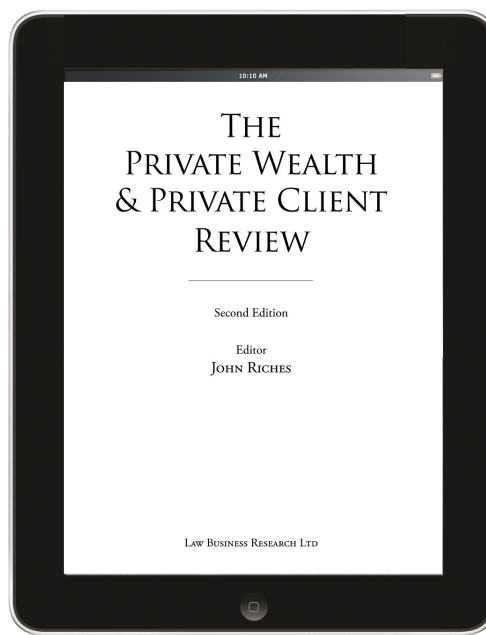 10:10 AM
THE
PRIVATE WEALTH
& PRIVATE CLIENT
REVIEW
Second Edition
Editor
JOHN RICHES
LAW BUSINESS RESEARCH LTD